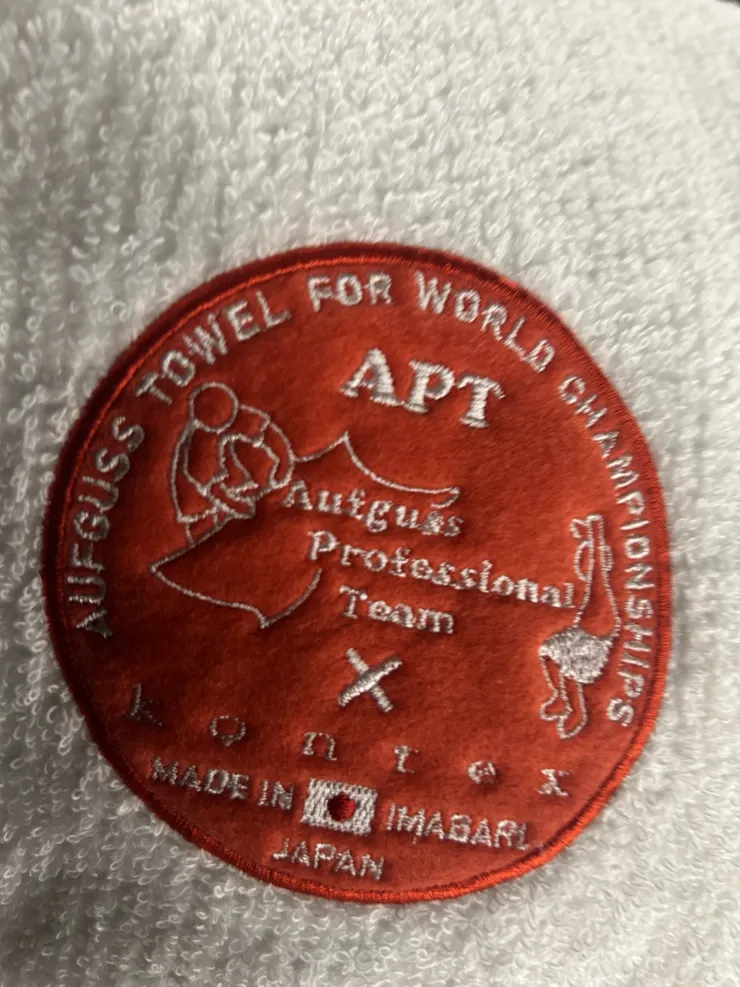 AUFGUSS TOWEL FOR WORLD CHAMPIONSHIPS
APT
Aufguss
Professional
Team
×
kontex
MADE IN IMABARI
JAPAN